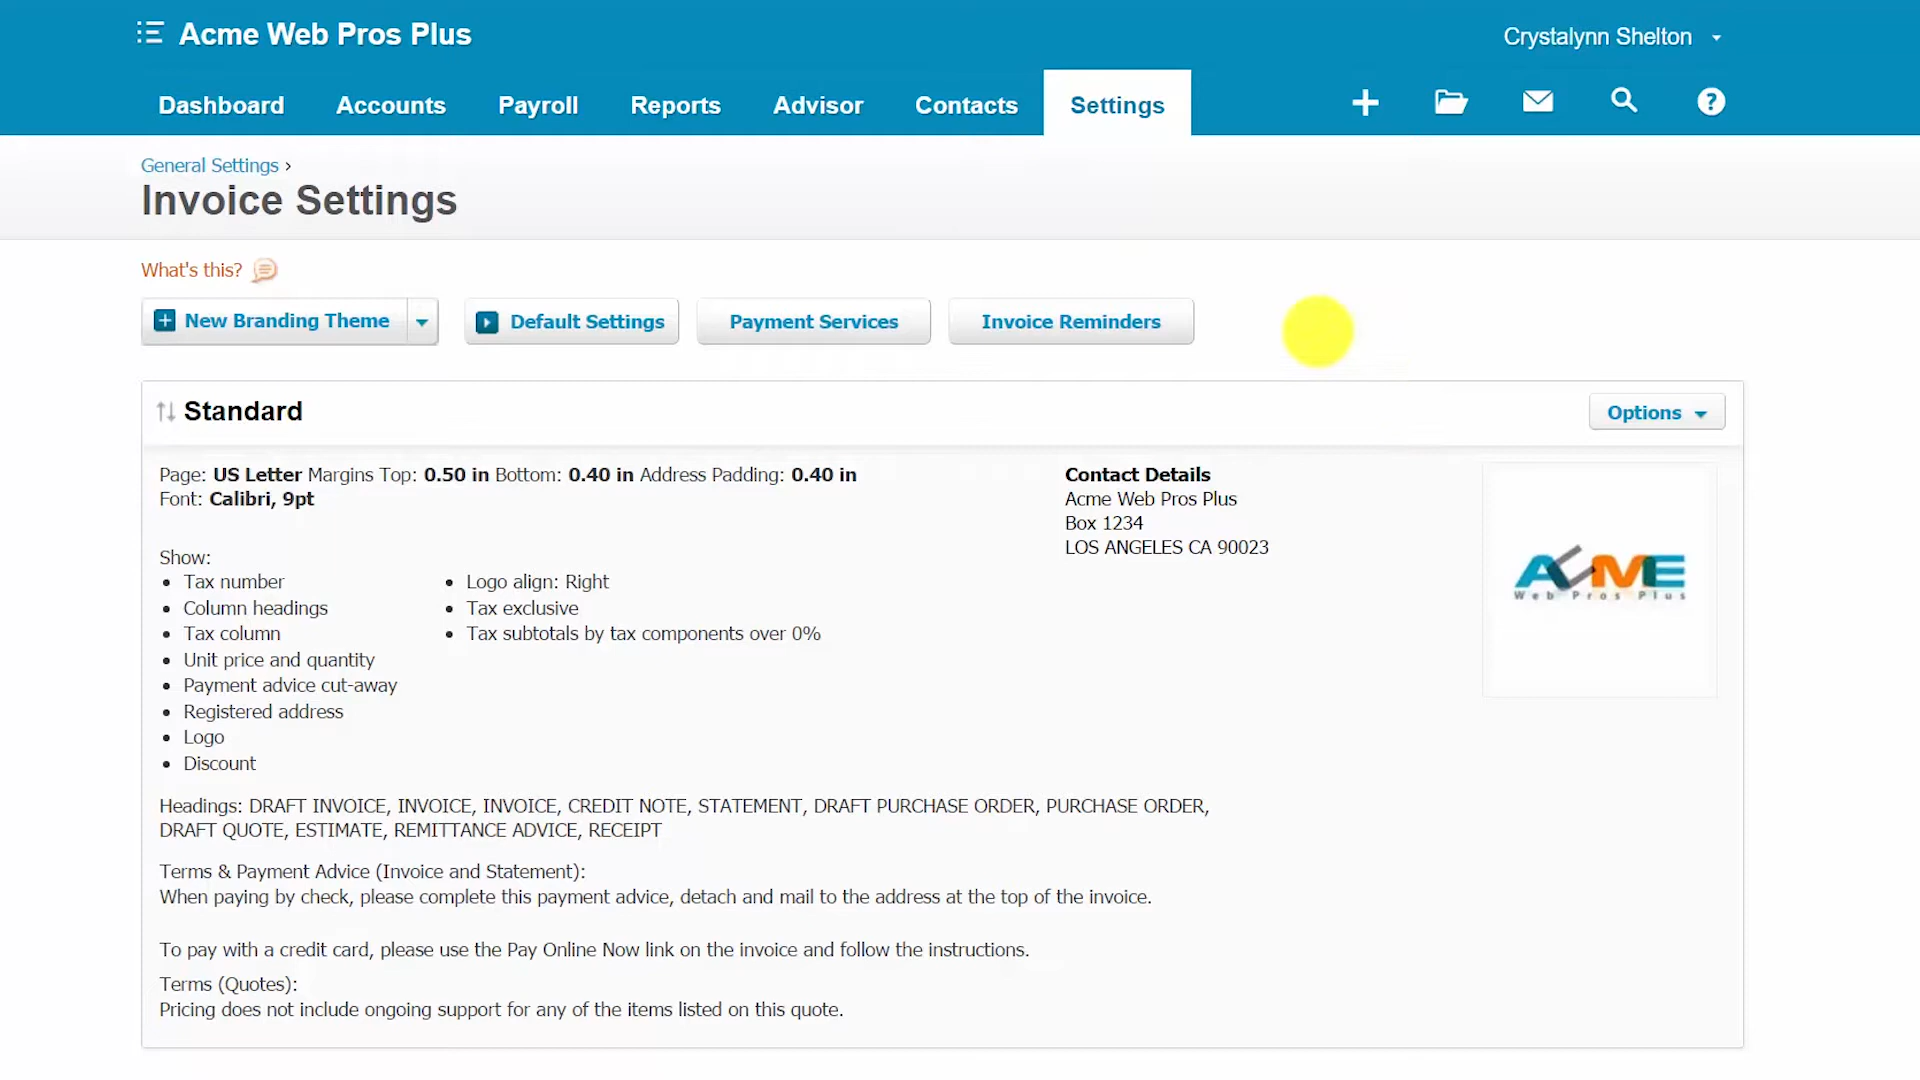 Acme Web Pros Plus
Crystalynn Shelton
Dashboard Accounts Payroll Reports Advisor Contacts Settings
?
General Settings ›
Invoice Settings
What's this?
New Branding Theme Default Settings Payment Services Invoice Reminders
Standard
Options
Page: US Letter Margins Top: 0.50 in Bottom: 0.40 in Address Padding: 0.40 in
Font: Calibri, 9pt
Show:
• Tax number
• Column headings
• Tax column
• Unit price and quantity
• Payment advice cut-away
• Registered address
• Logo
• Discount
• Logo align: Right
• Tax exclusive
• Tax subtotals by tax components over 0%
Contact Details
Acme Web Pros Plus
Box 1234
LOS ANGELES CA 90023
ACME
Web Pros Plus
Headings: DRAFT INVOICE, INVOICE, INVOICE, CREDIT NOTE, STATEMENT, DRAFT PURCHASE ORDER, PURCHASE ORDER,
DRAFT QUOTE, ESTIMATE, REMITTANCE ADVICE, RECEIPT
Terms & Payment Advice (Invoice and Statement):
When paying by check, please complete this payment advice, detach and mail to the address at the top of the invoice.
To pay with a credit card, please use the Pay Online Now link on the invoice and follow the instructions.
Terms (Quotes):
Pricing does not include ongoing support for any of the items listed on this quote.